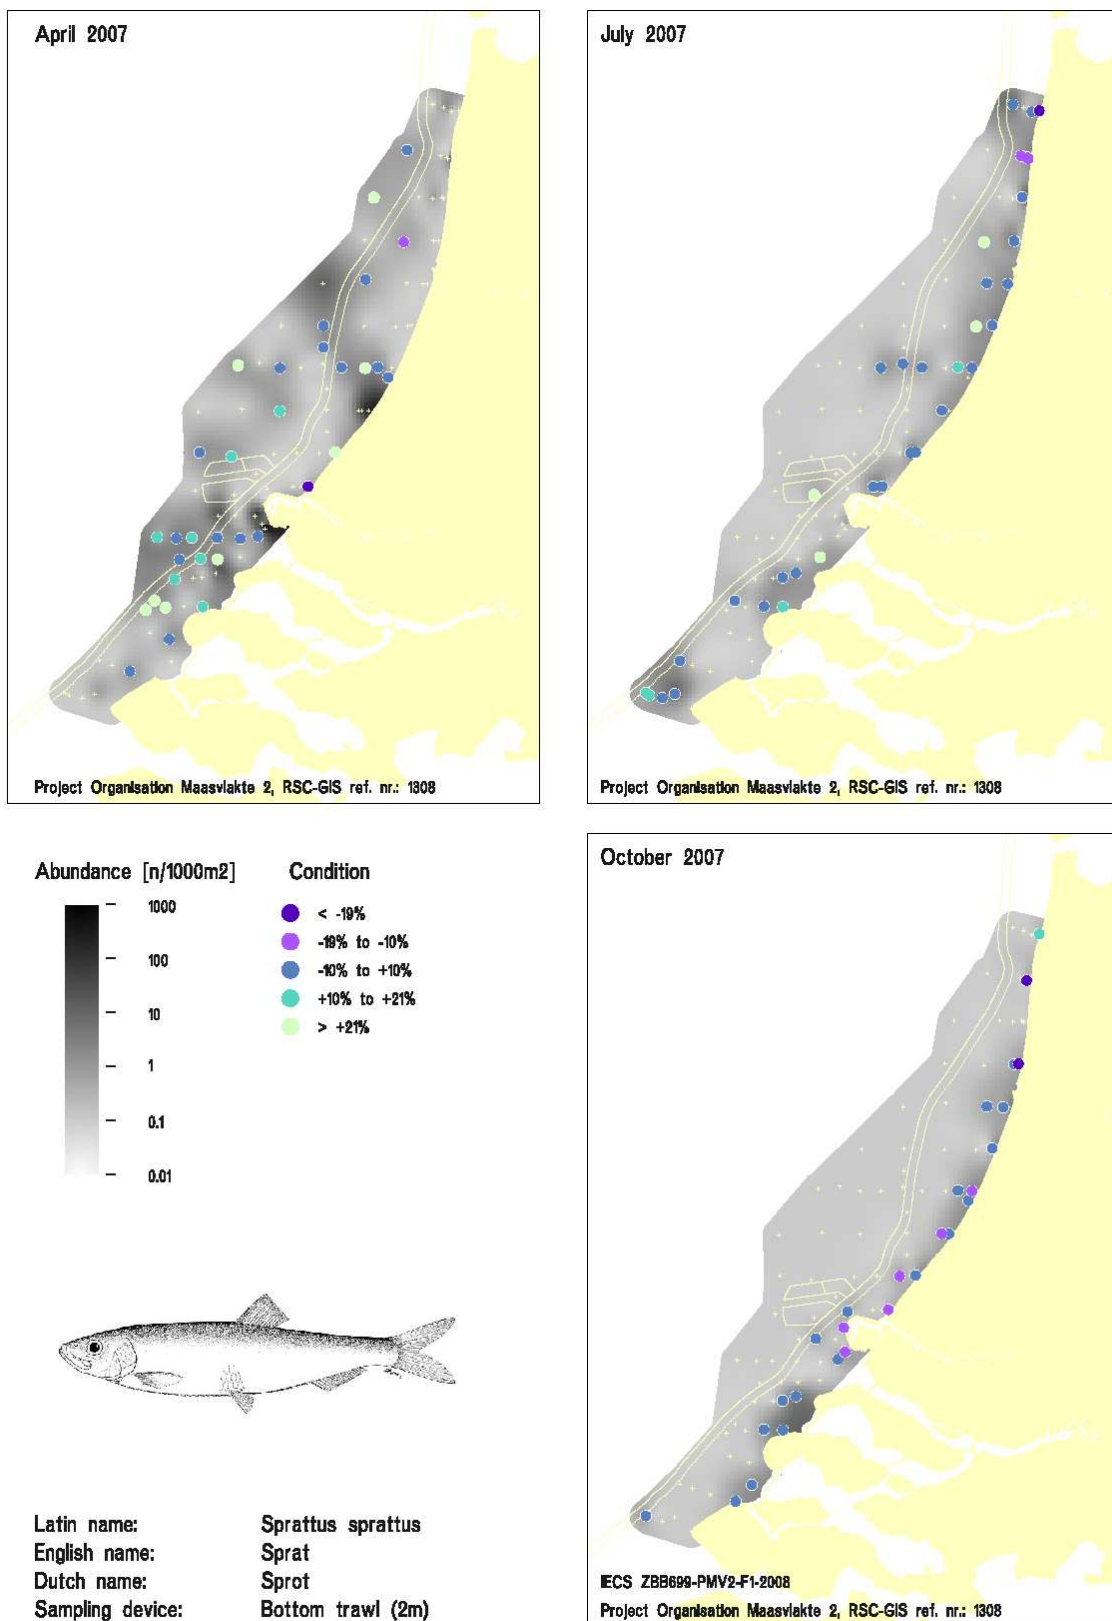 April 2007
Project Organisation Maasvlakte 2, RSC-GIS ref. nr.: 1308
July 2007
Project Organisation Maasvlakte 2, RSC-GIS ref. nr.: 1308
Abundance [n/1000m2]
1000
100
10
1
0.1
0.01
Condition
< -19%
-19% to -10%
-10% to +10%
+10% to +21%
> +21%
Latin name: Sprattus sprattus
English name: Sprat
Dutch name: Sprot
Sampling device: Bottom trawl (2m)
October 2007
IECS ZBB699-PMV2-F1-2008
Project Organisation Maasvlakte 2, RSC-GIS ref. nr.: 1308